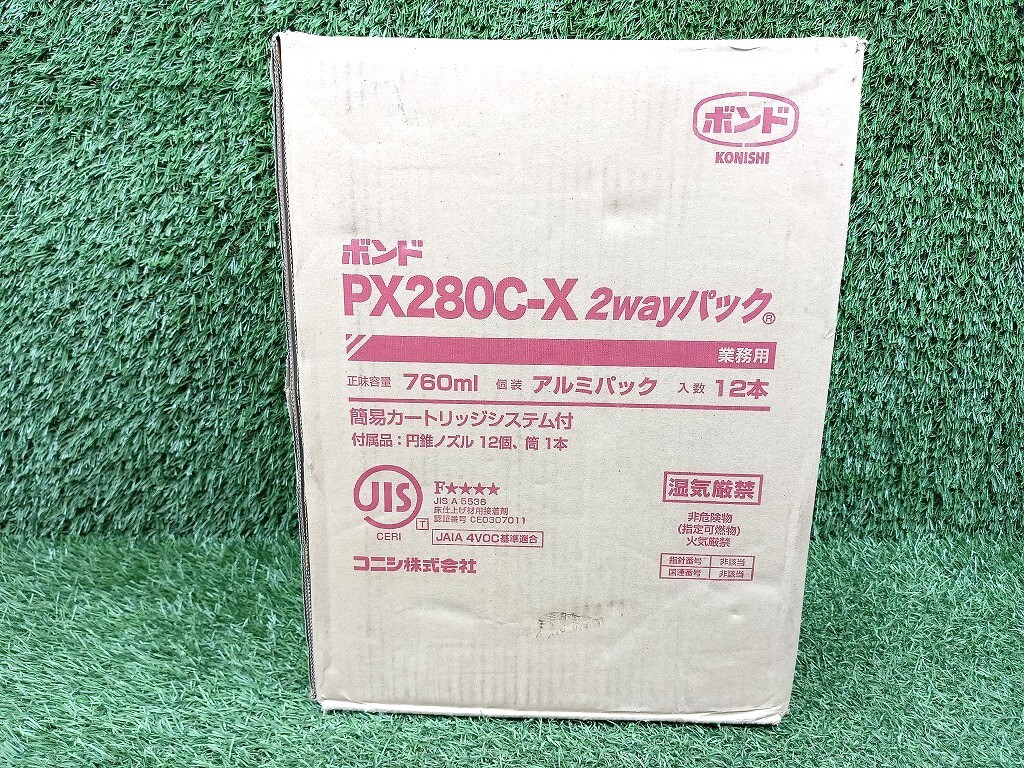 ボンド
KONISHI
ボンド
PX280C-X 2wayパック®
業務用
正味容量 760ml 個装 アルミパック 入数 12本
簡易カートリッジシステム付
付属品：円錐ノズル 12個、筒 1本
JIS
T
CERI
F★★★★
JIS A 5536
床仕上げ材用接着剤
認証番号 CE0307011
JAIA 4VOC基準適合
コニシ株式会社
湿気厳禁
非危険物
(指定可燃物)
火気厳禁
指針番号 非該当
国連番号 非該当